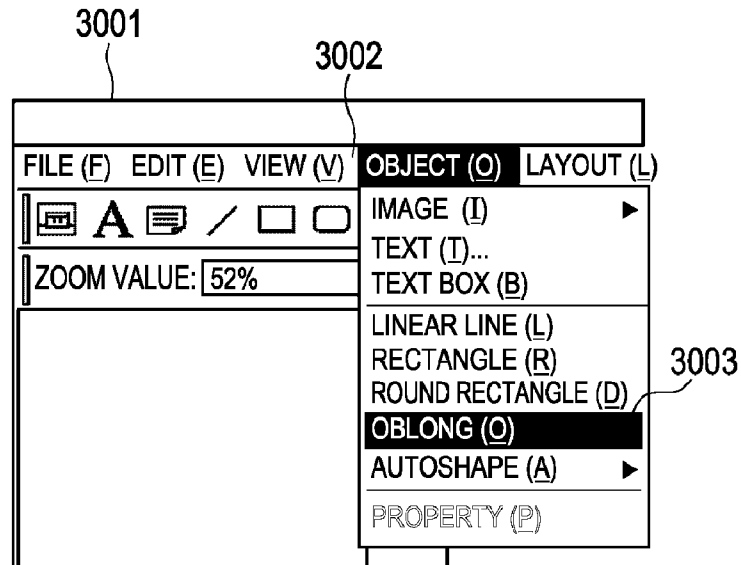 3001
3002
FILE (F) EDIT (E) VIEW (V) OBJECT (O) LAYOUT (L)
A
ZOOM VALUE: 52%
IMAGE (I)
TEXT (T)...
TEXT BOX (B)
LINEAR LINE (L)
RECTANGLE (R)
ROUND RECTANGLE (D)
3003
OBLONG (O)
AUTOSHAPE (A)
PROPERTY (P)